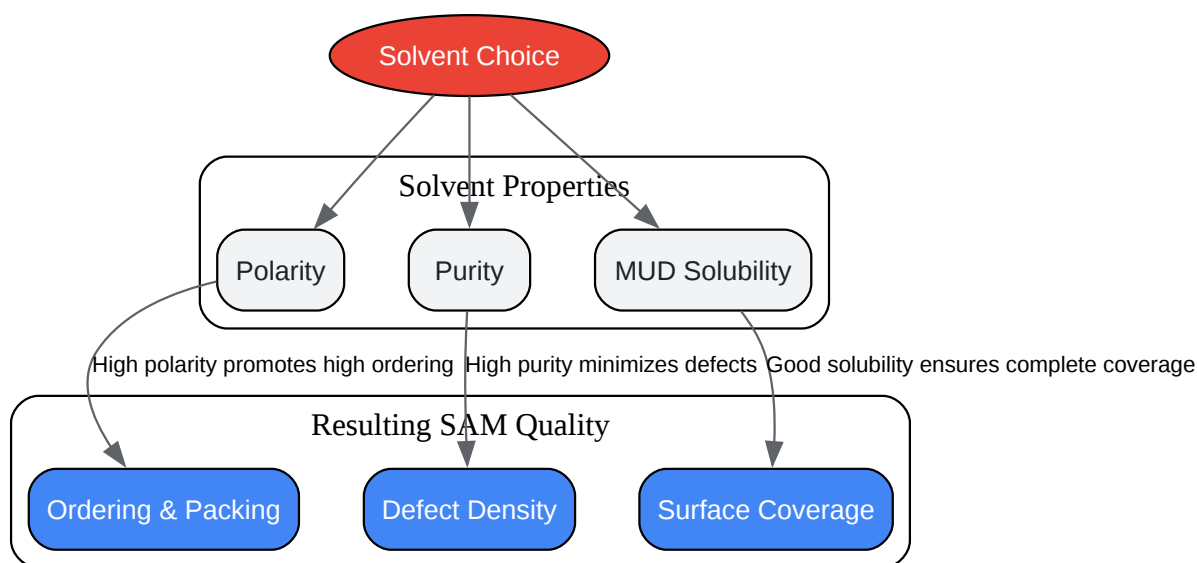 Solvent Choice
Solvent Properties
Polarity
Purity
MUD Solubility
High polarity promotes high ordering
High purity minimizes defects
Good solubility ensures complete coverage
Resulting SAM Quality
Ordering & Packing
Defect Density
Surface Coverage